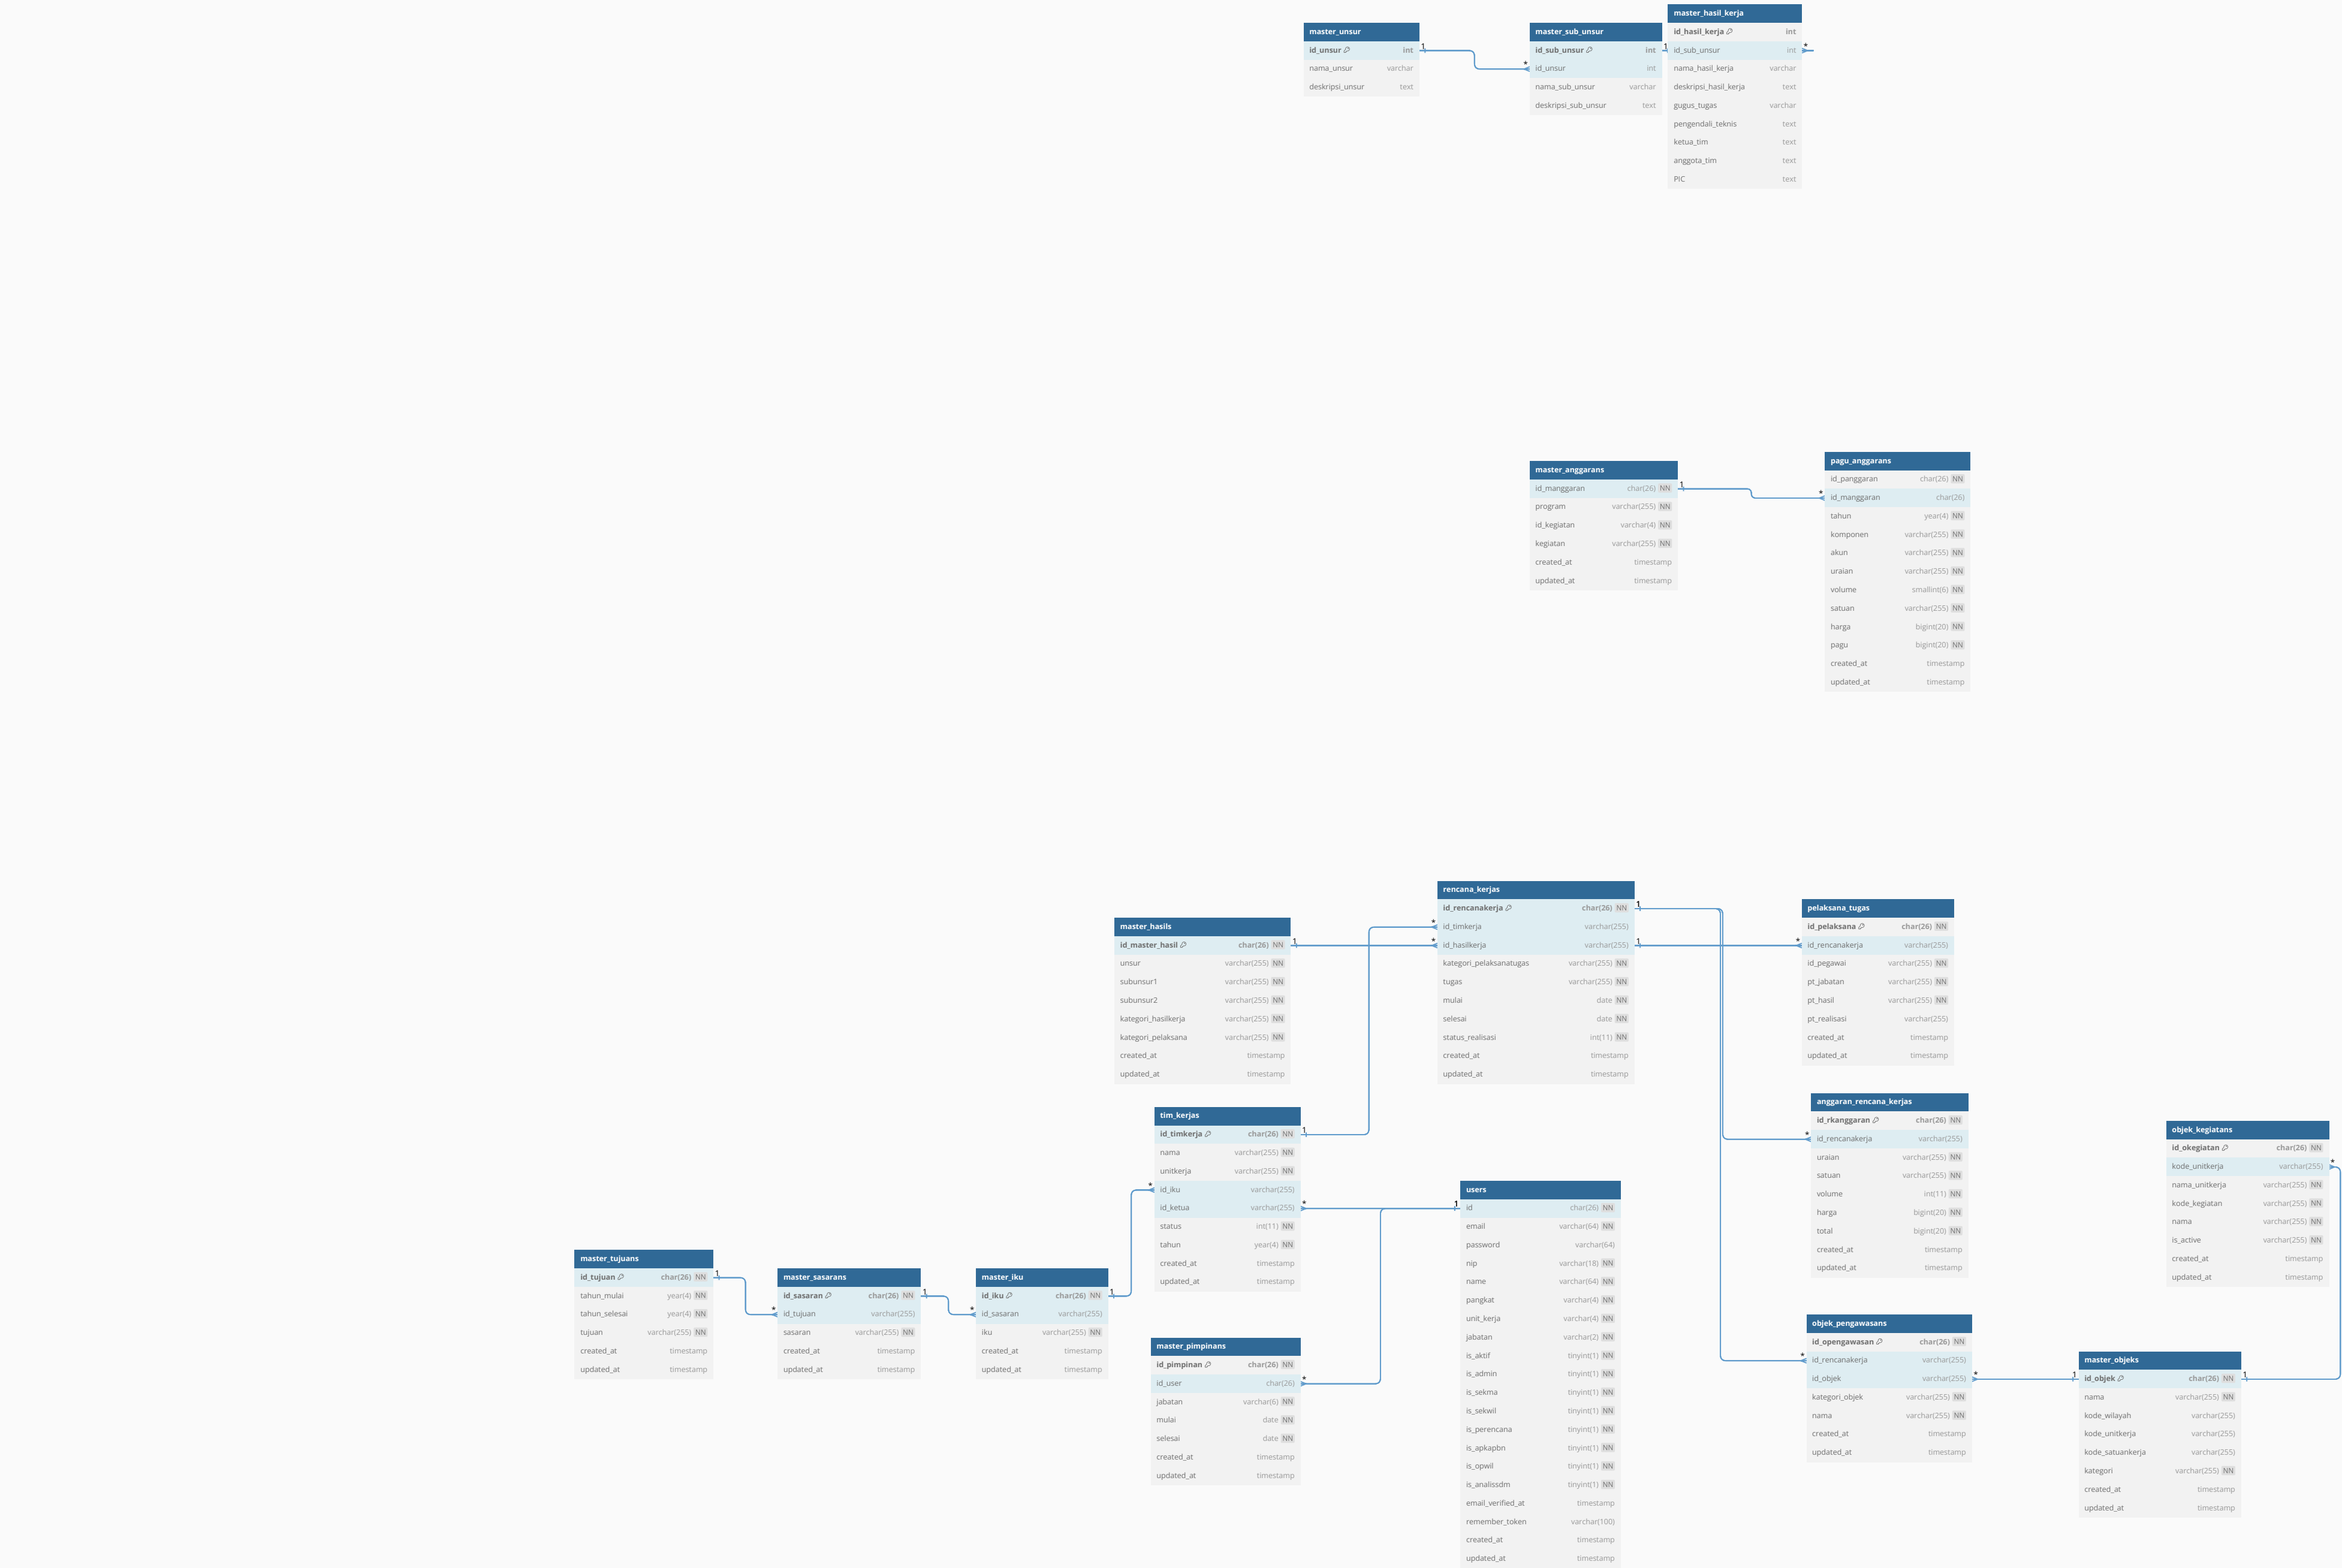 master_unsur
id_unsur int
nama_unsur varchar
deskripsi_unsur text
1
*
master_sub_unsur
id_sub_unsur int
id_unsur int
nama_sub_unsur varchar
deskripsi_sub_unsur text
1
*
master_hasil_kerja
id_hasil_kerja int
id_sub_unsur int
nama_hasil_kerja varchar
deskripsi_hasil_kerja text
gugus_tugas varchar
pengendali_teknis text
ketua_tim text
anggota_tim text
PIC text
master_anggarans
id_manggaran char(26) NN
program varchar(255) NN
id_kegiatan varchar(4) NN
kegiatan varchar(255) NN
created_at timestamp
updated_at timestamp
1
*
pagu_anggarans
id_panggaran char(26) NN
id_manggaran char(26)
tahun year(4) NN
komponen varchar(255) NN
akun varchar(255) NN
uraian varchar(255) NN
volume smallint(6) NN
satuan varchar(255) NN
harga bigint(20) NN
pagu bigint(20) NN
created_at timestamp
updated_at timestamp
master_hasils
id_master_hasil char(26) NN
unsur varchar(255) NN
subunsur1 varchar(255) NN
subunsur2 varchar(255) NN
kategori_hasilkerja varchar(255) NN
kategori_pelaksana varchar(255) NN
created_at timestamp
updated_at timestamp
1
*
*
rencana_kerjas
id_rencanakerja char(26) NN
id_timkerja varchar(255)
id_hasilkerja varchar(255)
kategori_pelaksanatugas varchar(255) NN
tugas varchar(255) NN
mulai date NN
selesai date NN
status_realisasi int(11) NN
created_at timestamp
updated_at timestamp
1
1
*
pelaksana_tugas
id_pelaksana char(26) NN
id_rencanakerja varchar(255)
id_pegawai varchar(255) NN
pt_jabatan varchar(255) NN
pt_hasil varchar(255) NN
pt_realisasi varchar(255)
created_at timestamp
updated_at timestamp
tim_kerjas
id_timkerja char(26) NN
nama varchar(255) NN
unitkerja varchar(255) NN
id_iku varchar(255)
id_ketua varchar(255)
status int(11) NN
tahun year(4) NN
created_at timestamp
updated_at timestamp
1
*
*
1
*
anggaran_rencana_kerjas
id_rkanggaran char(26) NN
id_rencanakerja varchar(255)
uraian varchar(255) NN
satuan varchar(255) NN
volume int(11) NN
harga bigint(20) NN
total bigint(20) NN
created_at timestamp
updated_at timestamp
objek_kegiatans
id_okegiatan char(26) NN
kode_unitkerja varchar(255)
nama_unitkerja varchar(255) NN
kode_kegiatan varchar(255) NN
nama varchar(255) NN
is_active varchar(255) NN
created_at timestamp
updated_at timestamp
*
users
id char(26) NN
email varchar(64) NN
password varchar(64)
nip varchar(18) NN
name varchar(64) NN
pangkat varchar(4) NN
unit_kerja varchar(4) NN
jabatan varchar(2) NN
is_aktif tinyint(1) NN
is_admin tinyint(1) NN
is_sekma tinyint(1) NN
is_sekwil tinyint(1) NN
is_perencana tinyint(1) NN
is_apkapbn tinyint(1) NN
is_opwil tinyint(1) NN
is_analissdm tinyint(1) NN
email_verified_at timestamp
remember_token varchar(100)
created_at timestamp
updated_at timestamp
master_tujuans
id_tujuan char(26) NN
tahun_mulai year(4) NN
tahun_selesai year(4) NN
tujuan varchar(255) NN
created_at timestamp
updated_at timestamp
1
*
master_sasarans
id_sasaran char(26) NN
id_tujuan varchar(255)
sasaran varchar(255) NN
created_at timestamp
updated_at timestamp
1
*
master_iku
id_iku char(26) NN
id_sasaran varchar(255)
iku varchar(255) NN
created_at timestamp
updated_at timestamp
1
master_pimpinans
id_pimpinan char(26) NN
id_user char(26)
jabatan varchar(6) NN
mulai date NN
selesai date NN
created_at timestamp
updated_at timestamp
*
*
objek_pengawasans
id_opengawasan char(26) NN
id_rencanakerja varchar(255)
id_objek varchar(255)
kategori_objek varchar(255) NN
nama varchar(255) NN
created_at timestamp
updated_at timestamp
*
1
master_objeks
id_objek char(26) NN
nama varchar(255) NN
kode_wilayah varchar(255)
kode_unitkerja varchar(255)
kode_satuankerja varchar(255)
kategori varchar(255) NN
created_at timestamp
updated_at timestamp
1